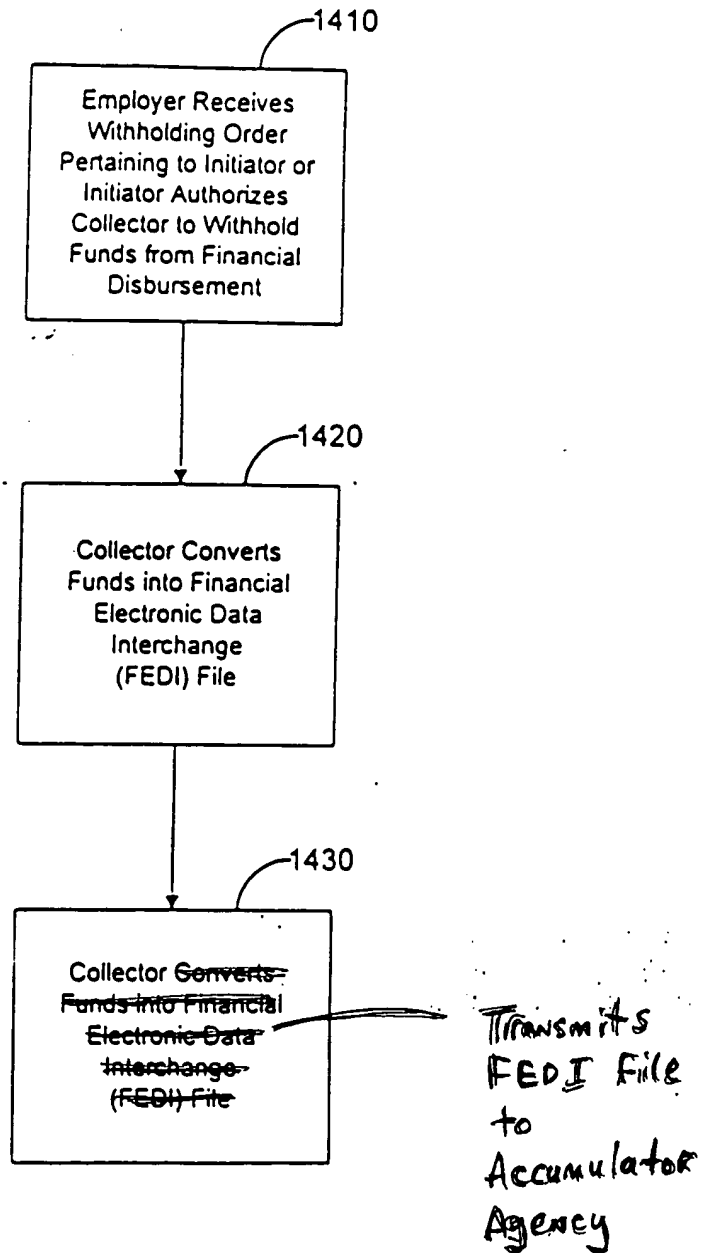 1410
Employer Receives
Withholding Order
Pertaining to Initiator or
Initiator Authorizes
Collector to Withhold
Funds from Financial
Disbursement
1420
Collector Converts
Funds into Financial
Electronic Data
Interchange
(FEDI) File
1430
Collector Converts
Funds into Financial
Electronic Data
Interchange
(FEDI) File
Transmits
FEDI File
to
Accumulator
Agency